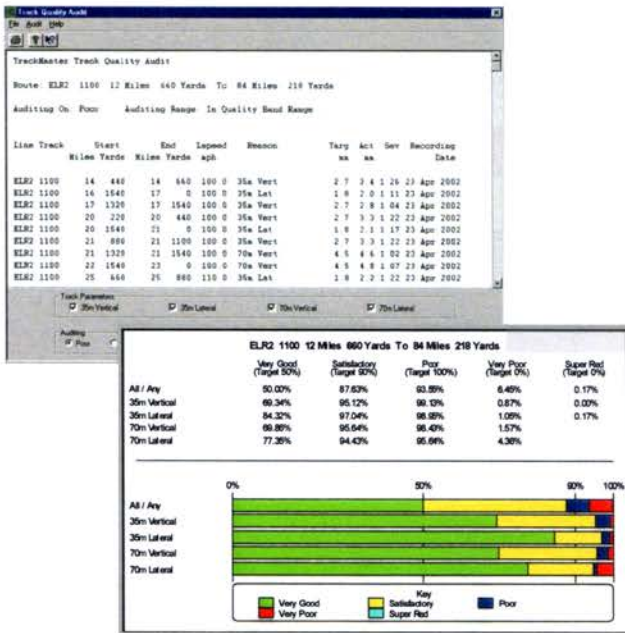 Track Quality Audit
File Audit Help
TrackMaster Track Quality Audit
Route: ELR2 1100 12 Miles 660 Yards To 84 Miles 218 Yards
Auditing On Poor Auditing Range In Quality Band Range
Line Track Start End Lspeed Reason Targ Act Sev Recording
Miles Yards Miles Yards mph mm mm Date
ELR2 1100 14 440 14 660 100 0 35m Vert 2 7 3 4 1 26 23 Apr 2002
ELR2 1100 16 1540 17 0 100 0 35m Lat 1 8 2 0 1 11 23 Apr 2002
ELR2 1100 17 1320 17 1540 100 0 35m Vert 2 7 2 8 1 04 23 Apr 2002
ELR2 1100 20 220 20 440 100 0 35m Vert 2 7 3 3 1 22 23 Apr 2002
ELR2 1100 20 1540 21 0 100 0 35m Lat 1 8 2 1 1 17 23 Apr 2002
ELR2 1100 21 880 21 1100 100 0 35m Vert 2 7 3 3 1 22 23 Apr 2002
ELR2 1100 21 1320 21 1540 100 0 70m Vert 4 5 4 6 1 02 23 Apr 2002
ELR2 1100 22 1540 23 0 100 0 70m Vert 4 5 4 8 1 07 23 Apr 2002
ELR2 1100 25 660 25 880 110 0 35m Lat 1 8 2 2 1 22 23 Apr 2002
Track Parameters
35m Vertical 35m Lateral 70m Vertical 70m Lateral
Auditing
Poor
ELR2 1100 12 Miles 660 Yards To 84 Miles 218 Yards
Very Good Satisfactory Poor Very Poor Super Red
(Target 50%) (Target 90%) (Target 100%) (Target 0%) (Target 0%)
All / Any 50.00% 87.63% 93.55% 6.45% 0.17%
35m Vertical 69.34% 95.12% 99.13% 0.87% 0.00%
35m Lateral 84.32% 97.04% 98.95% 1.05% 0.17%
70m Vertical 69.86% 95.64% 98.43% 1.57%
70m Lateral 77.35% 94.43% 95.64% 4.36%
0% 50% 90% 100%
All / Any
35m Vertical
35m Lateral
70m Vertical
70m Lateral
Key
Very Good Satisfactory Poor
Very Poor Super Red